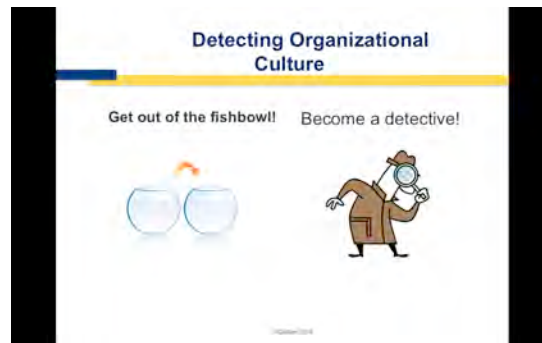 Detecting Organizational
Culture
Get out of the fishbowl!
Become a detective!